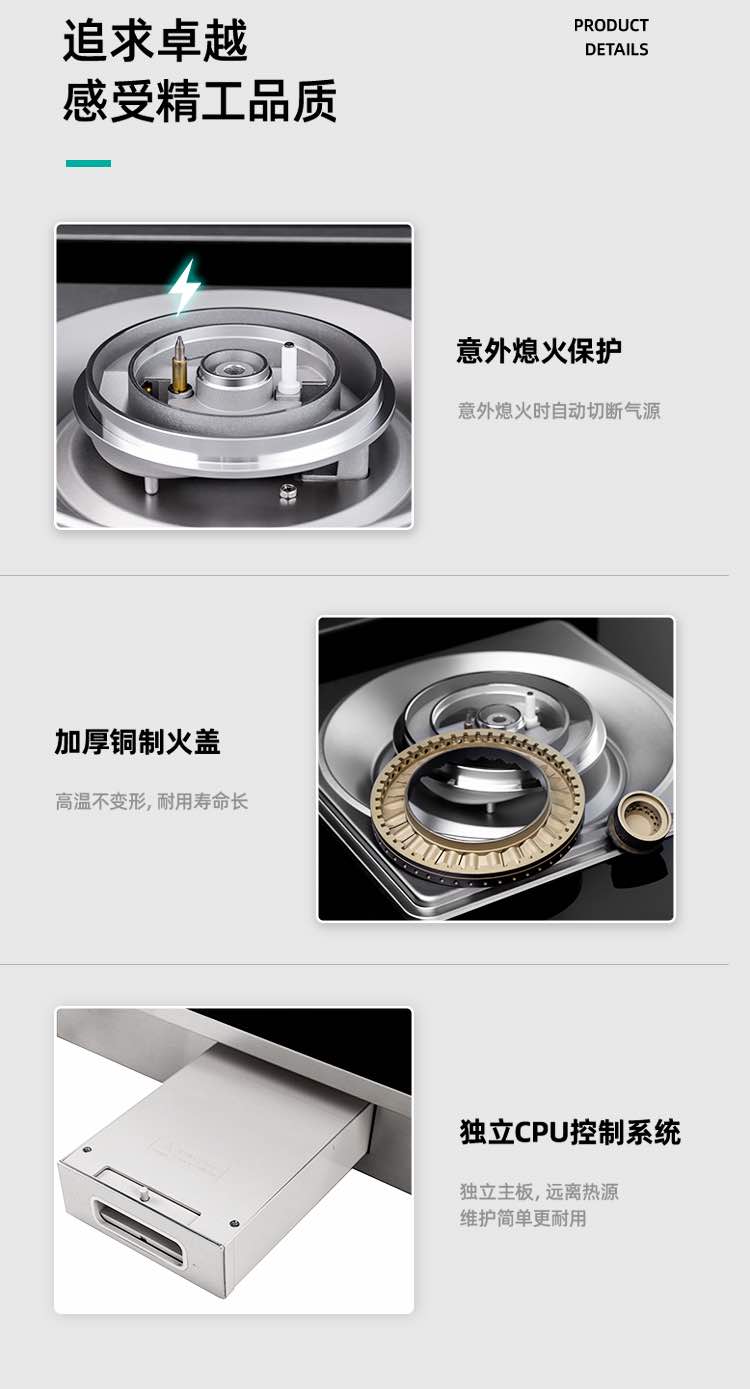 追求卓越
感受精工品质
PRODUCT
DETAILS
意外熄火保护
意外熄火时自动切断气源
加厚铜制火盖
高温不变形, 耐用寿命长
独立CPU控制系统
独立主板, 远离热源
维护简单更耐用